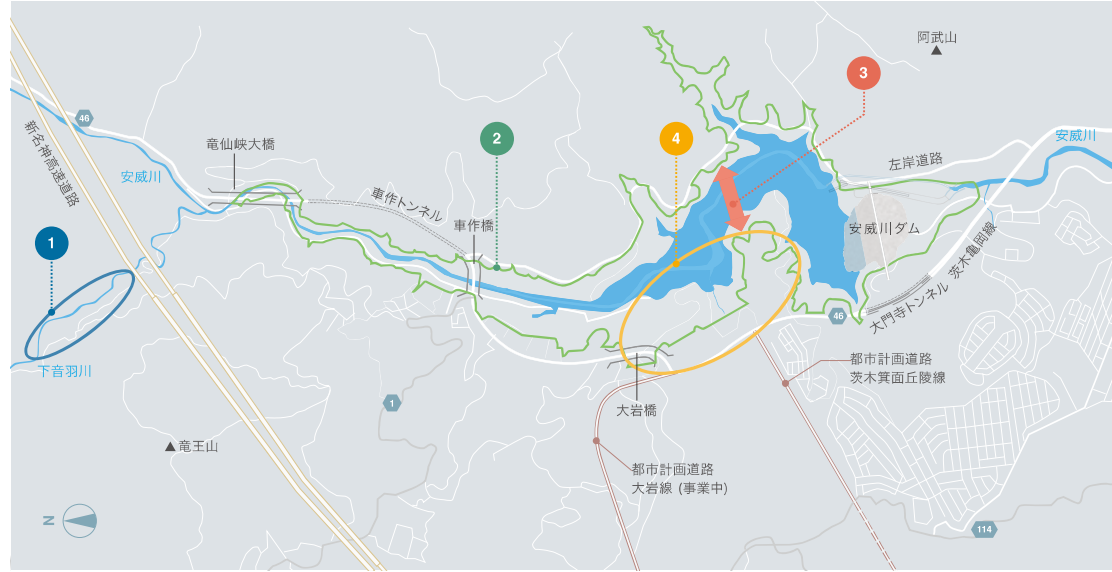 阿武山
3
46
新名神高速道路
竜仙峡大橋
2
4
安威川
左岸道路
安威川
車作トンネル
車作橋
1
安威川ダム
大門寺トンネル
茨木亀岡線
46
下音羽川
都市計画道路
茨木箕面丘陵線
1
大岩橋
竜王山
都市計画道路
大岩線 (事業中)
N
114